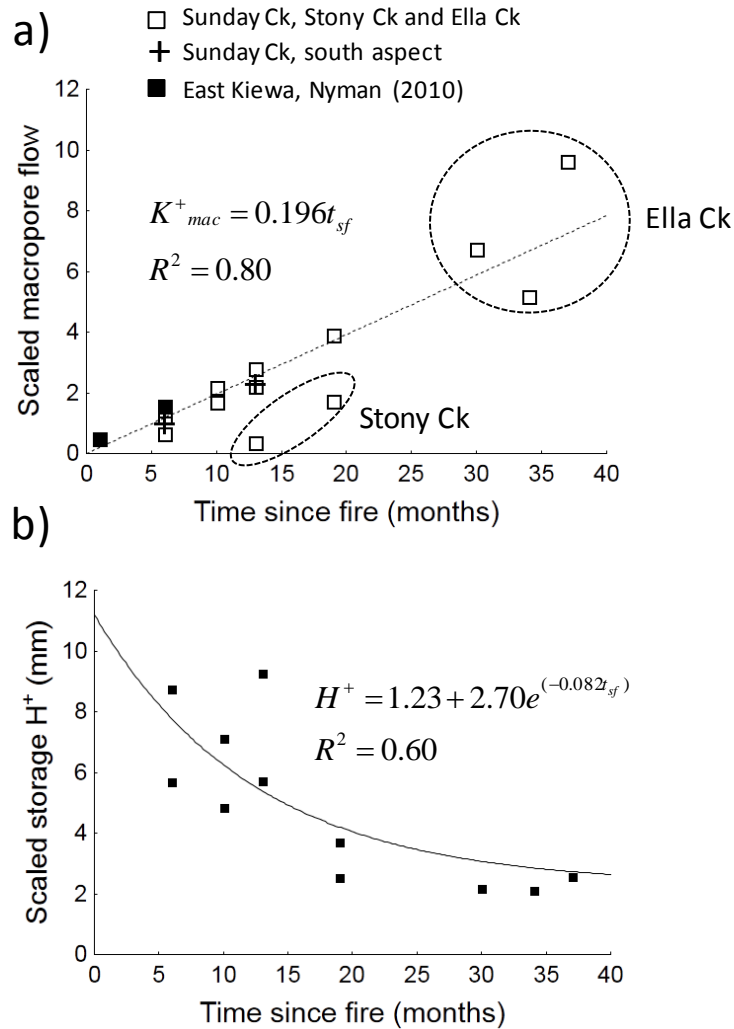 a)
Sunday Ck, Stony Ck and Ella Ck
Sunday Ck, south aspect
East Kiewa, Nyman (2010)
12
10
8
6
4
2
0
Scaled macropore flow
K⁺mac = 0.196tsf
R² = 0.80
Ella Ck
Stony Ck
0 5 10 15 20 25 30 35 40
Time since fire (months)
b)
12
10
8
6
4
2
0
Scaled storage H⁺ (mm)
H⁺ = 1.23 + 2.70e^(−0.082tsf)
R² = 0.60
0 5 10 15 20 25 30 35 40
Time since fire (months)